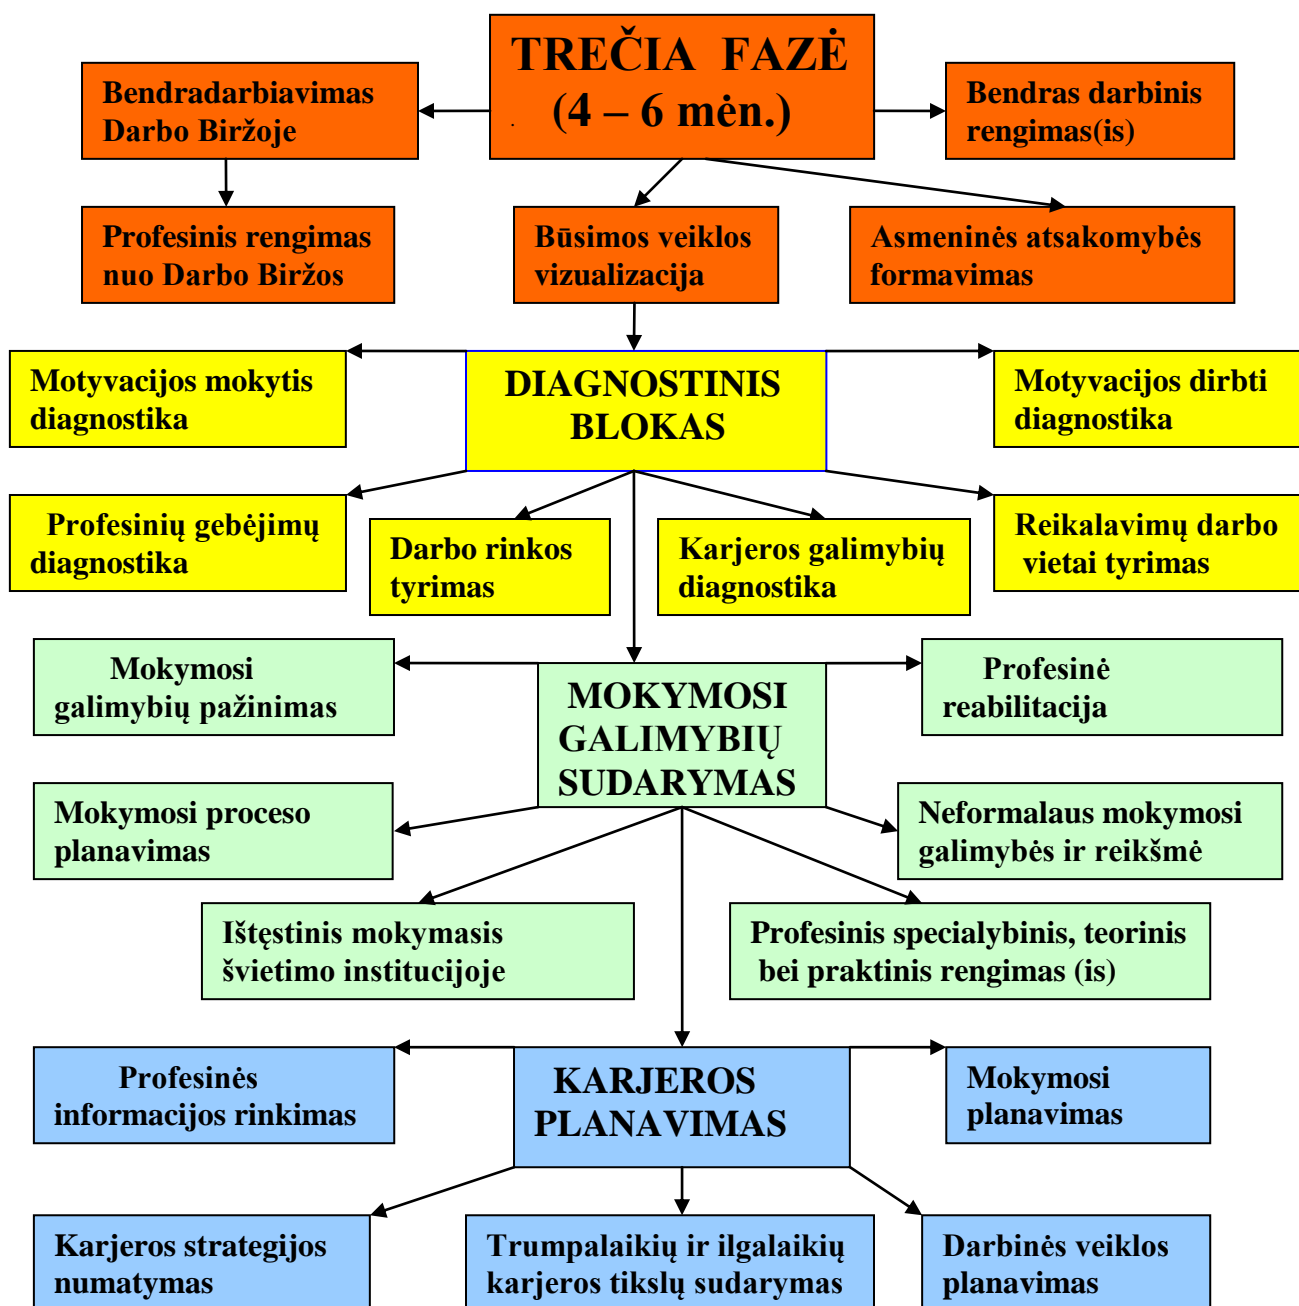 TREČIA FAZĖ
(4 – 6 mėn.)
Bendradarbiavimas
Darbo Biržoje
Bendras darbinis
rengimas(is)
Profesinis rengimas
nuo Darbo Biržos
Būsimos veiklos
vizualizacija
Asmeninės atsakomybės
formavimas
Motyvacijos mokytis
diagnostika
DIAGNOSTINIS
BLOKAS
Motyvacijos dirbti
diagnostika
Profesinių gebėjimų
diagnostika
Darbo rinkos
tyrimas
Karjeros galimybių
diagnostika
Reikalavimų darbo
vietai tyrimas
Mokymosi
galimybių pažinimas
MOKYMOSI
GALIMYBIŲ
SUDARYMAS
Profesinė
reabilitacija
Mokymosi proceso
planavimas
Neformalaus mokymosi
galimybės ir reikšmė
Ištęstinis mokymasis
švietimo institucijoje
Profesinis specialybinis, teorinis
bei praktinis rengimas (is)
Profesinės
informacijos rinkimas
KARJEROS
PLANAVIMAS
Mokymosi
planavimas
Karjeros strategijos
numatymas
Trumpalaikių ir ilgalaikių
karjeros tikslų sudarymas
Darbinės veiklos
planavimas